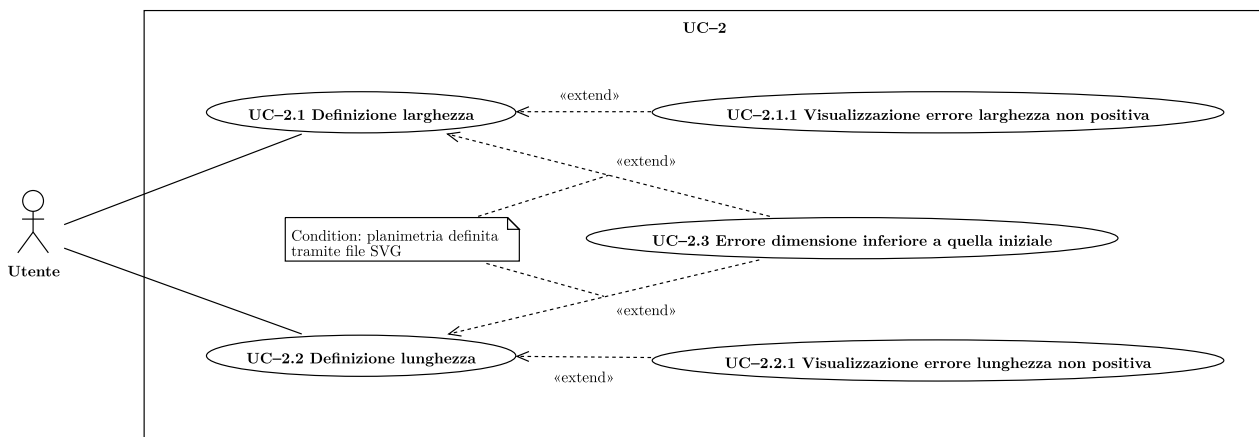 UC–2
«extend»
UC–2.1 Definizione larghezza
UC–2.1.1 Visualizzazione errore larghezza non positiva
«extend»
Condition: planimetria definita
tramite file SVG
UC–2.3 Errore dimensione inferiore a quella iniziale
Utente
«extend»
UC–2.2 Definizione lunghezza
UC–2.2.1 Visualizzazione errore lunghezza non positiva
«extend»